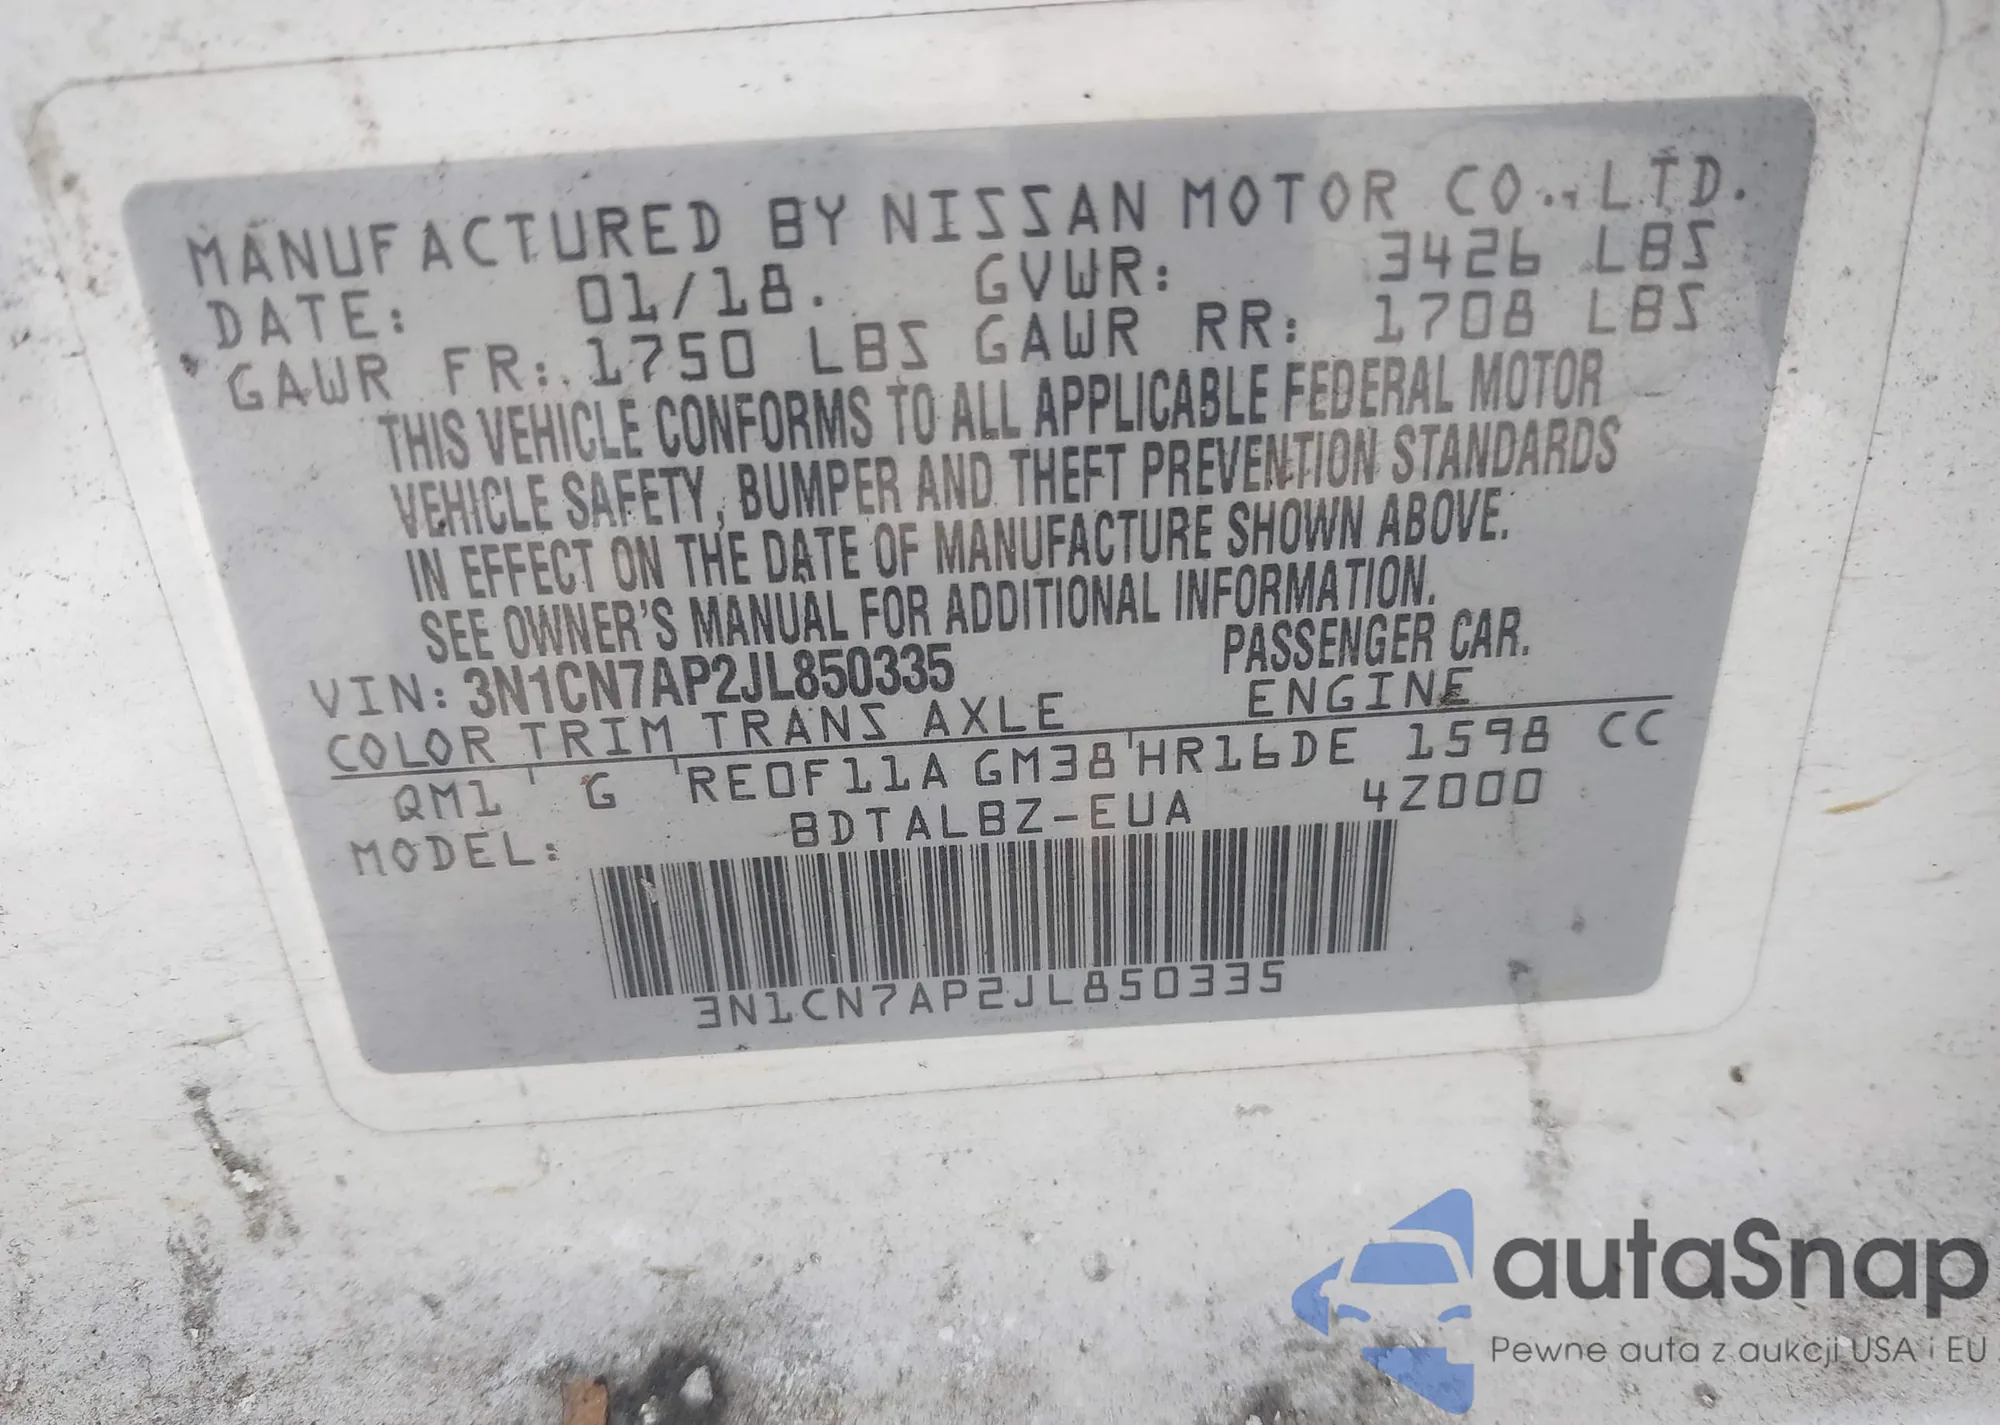 MANUFACTURED BY NISSAN MOTOR CO., LTD.
DATE: 01/18. GVWR: 3426 LBS
GAWR FR: 1750 LBS GAWR RR: 1708 LBS
THIS VEHICLE CONFORMS TO ALL APPLICABLE FEDERAL MOTOR
VEHICLE SAFETY, BUMPER AND THEFT PREVENTION STANDARDS
IN EFFECT ON THE DATE OF MANUFACTURE SHOWN ABOVE.
SEE OWNER'S MANUAL FOR ADDITIONAL INFORMATION.
VIN: 3N1CN7AP2JL850335 PASSENGER CAR.
COLOR TRIM TRANS AXLE ENGINE
QM1 G RE0F11A GM38 HR16DE 1598 CC
MODEL: BDTALBZ-EUA 4Z000
3N1CN7AP2JL850335
autaSnap
Pewne auta z aukcji USA i EU